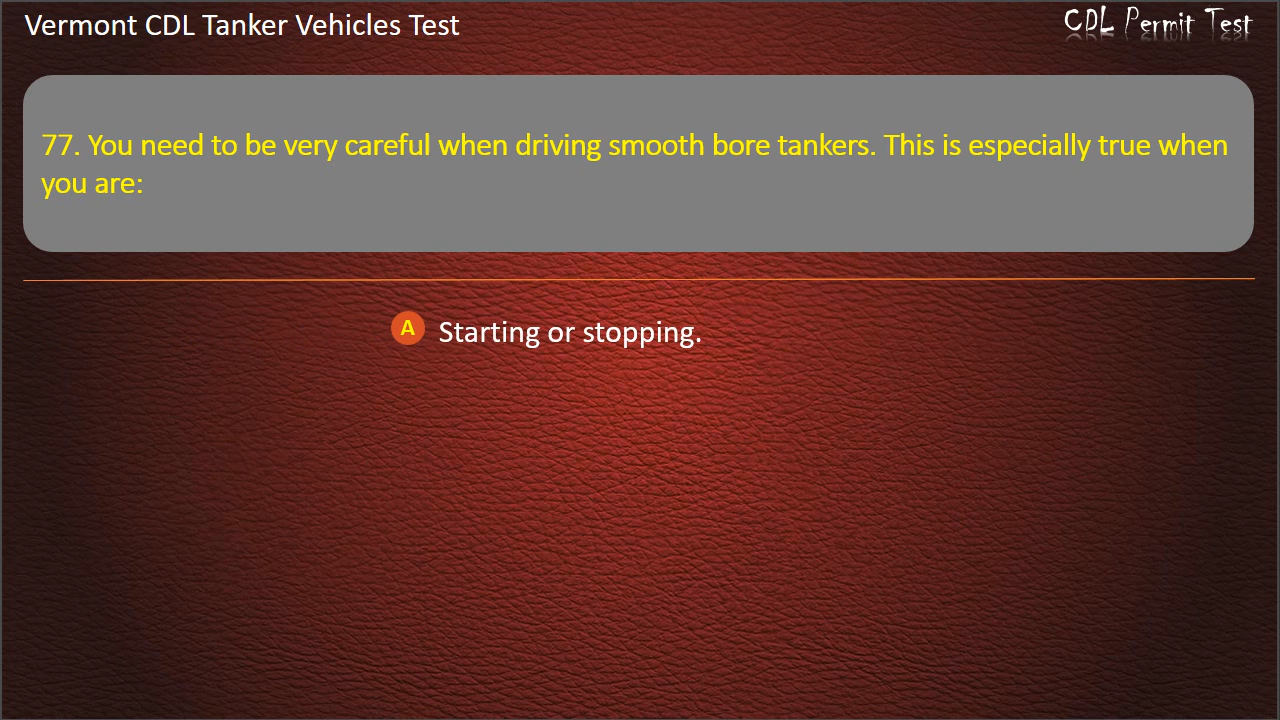 Vermont CDL Tanker Vehicles Test
CDL Permit Test
77. You need to be very careful when driving smooth bore tankers. This is especially true when
you are:
A Starting or stopping.